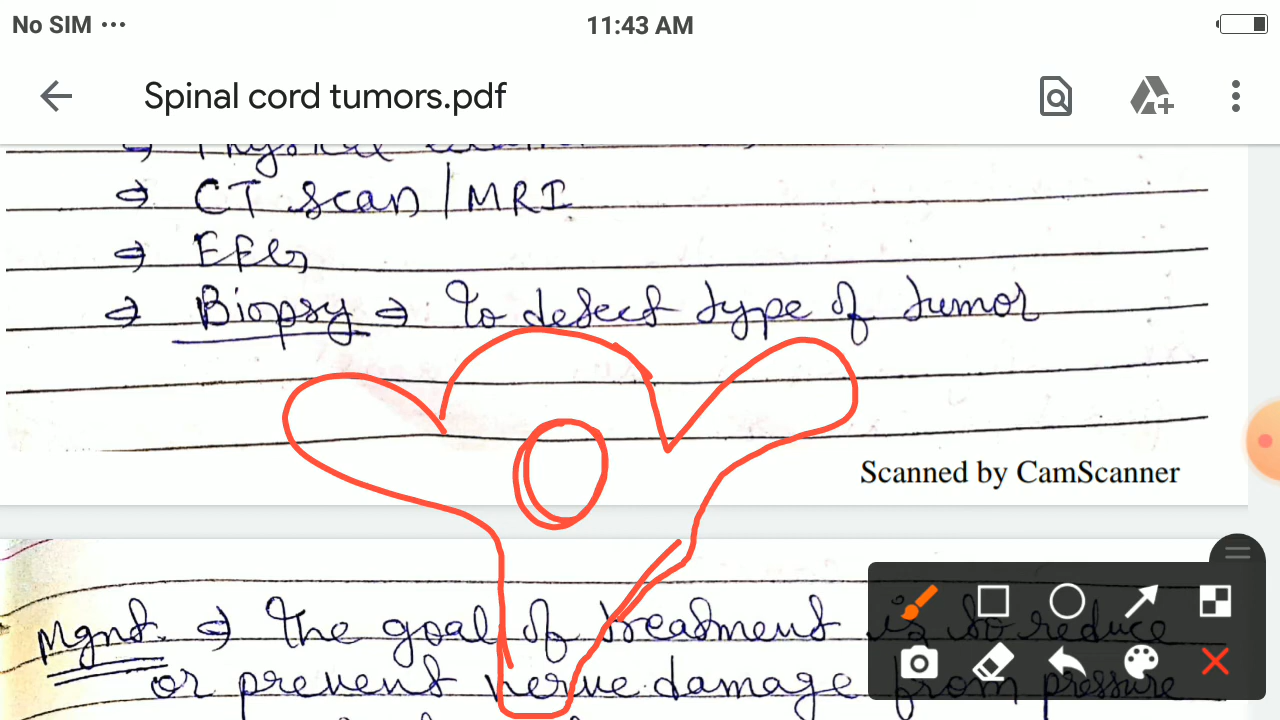 No SIM ...
11:43 AM
Spinal cord tumors.pdf
⇒ Physical
⇒ CT Scan/MRI
⇒
⇒ Biopsy ⇒ To detect type of tumor
Scanned by CamScanner
Mgnt. ⇒ The goal of treatment is to reduce
or prevent nerve damage from pressure